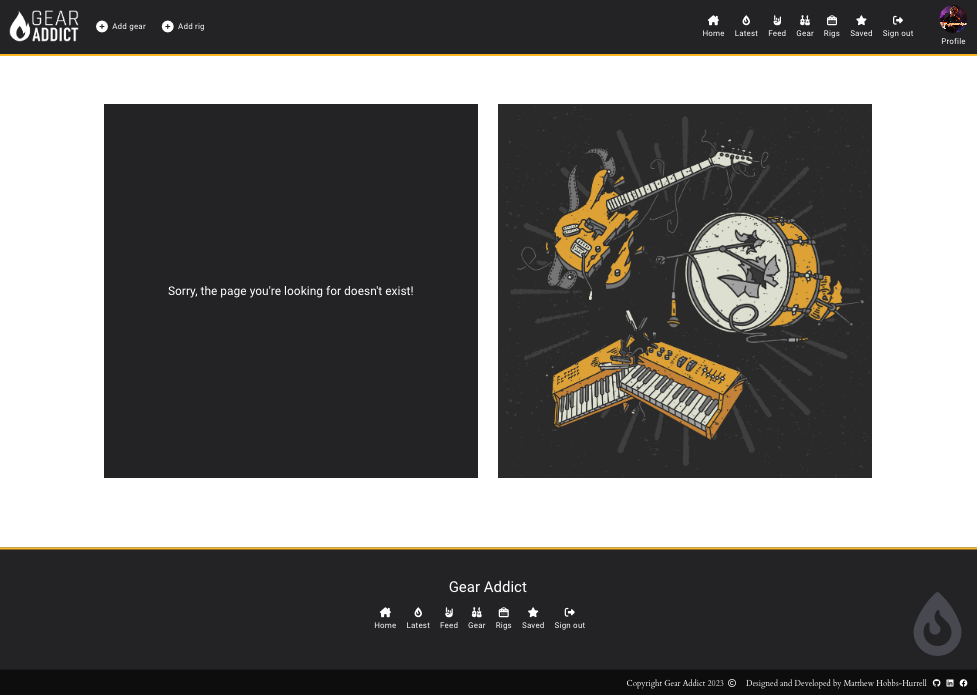 GEAR
ADDICT
Add gear
Add rig
Home
Latest
Feed
Gear
Rigs
Saved
Sign out
Profile
Sorry, the page you're looking for doesn't exist!
Gear Addict
Home
Latest
Feed
Gear
Rigs
Saved
Sign out
Copyright Gear Addict 2023 ©
Designed and Developed by Matthew Hobbs-Hurrell